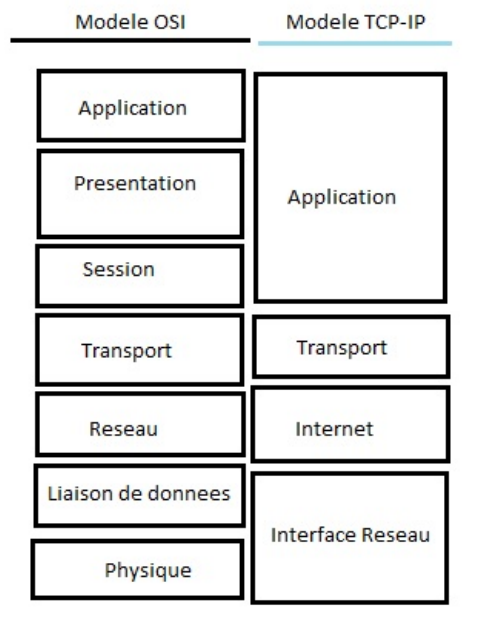 Modele OSI
Modele TCP-IP
Application
Presentation
Session
Transport
Reseau
Liaison de donnees
Physique
Application
Transport
Internet
Interface Reseau